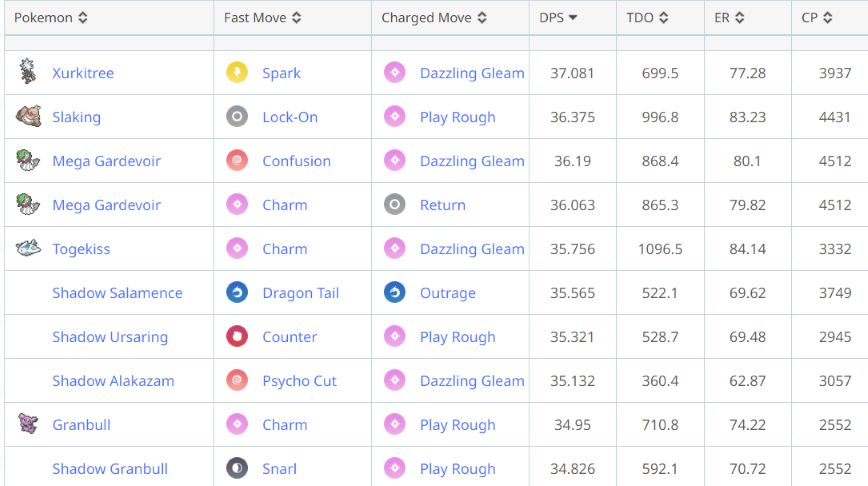 Pokemon Fast Move Charged Move DPS TDO ER CP
Xurkitree Spark Dazzling Gleam 37.081 699.5 77.28 3937
Slaking Lock-On Play Rough 36.375 996.8 83.23 4431
Mega Gardevoir Confusion Dazzling Gleam 36.19 868.4 80.1 4512
Mega Gardevoir Charm Return 36.063 865.3 79.82 4512
Togekiss Charm Dazzling Gleam 35.756 1096.5 84.14 3332
Shadow Salamence Dragon Tail Outrage 35.565 522.1 69.62 3749
Shadow Ursaring Counter Play Rough 35.321 528.7 69.48 2945
Shadow Alakazam Psycho Cut Dazzling Gleam 35.132 360.4 62.87 3057
Granbull Charm Play Rough 34.95 710.8 74.22 2552
Shadow Granbull Snarl Play Rough 34.826 592.1 70.72 2552